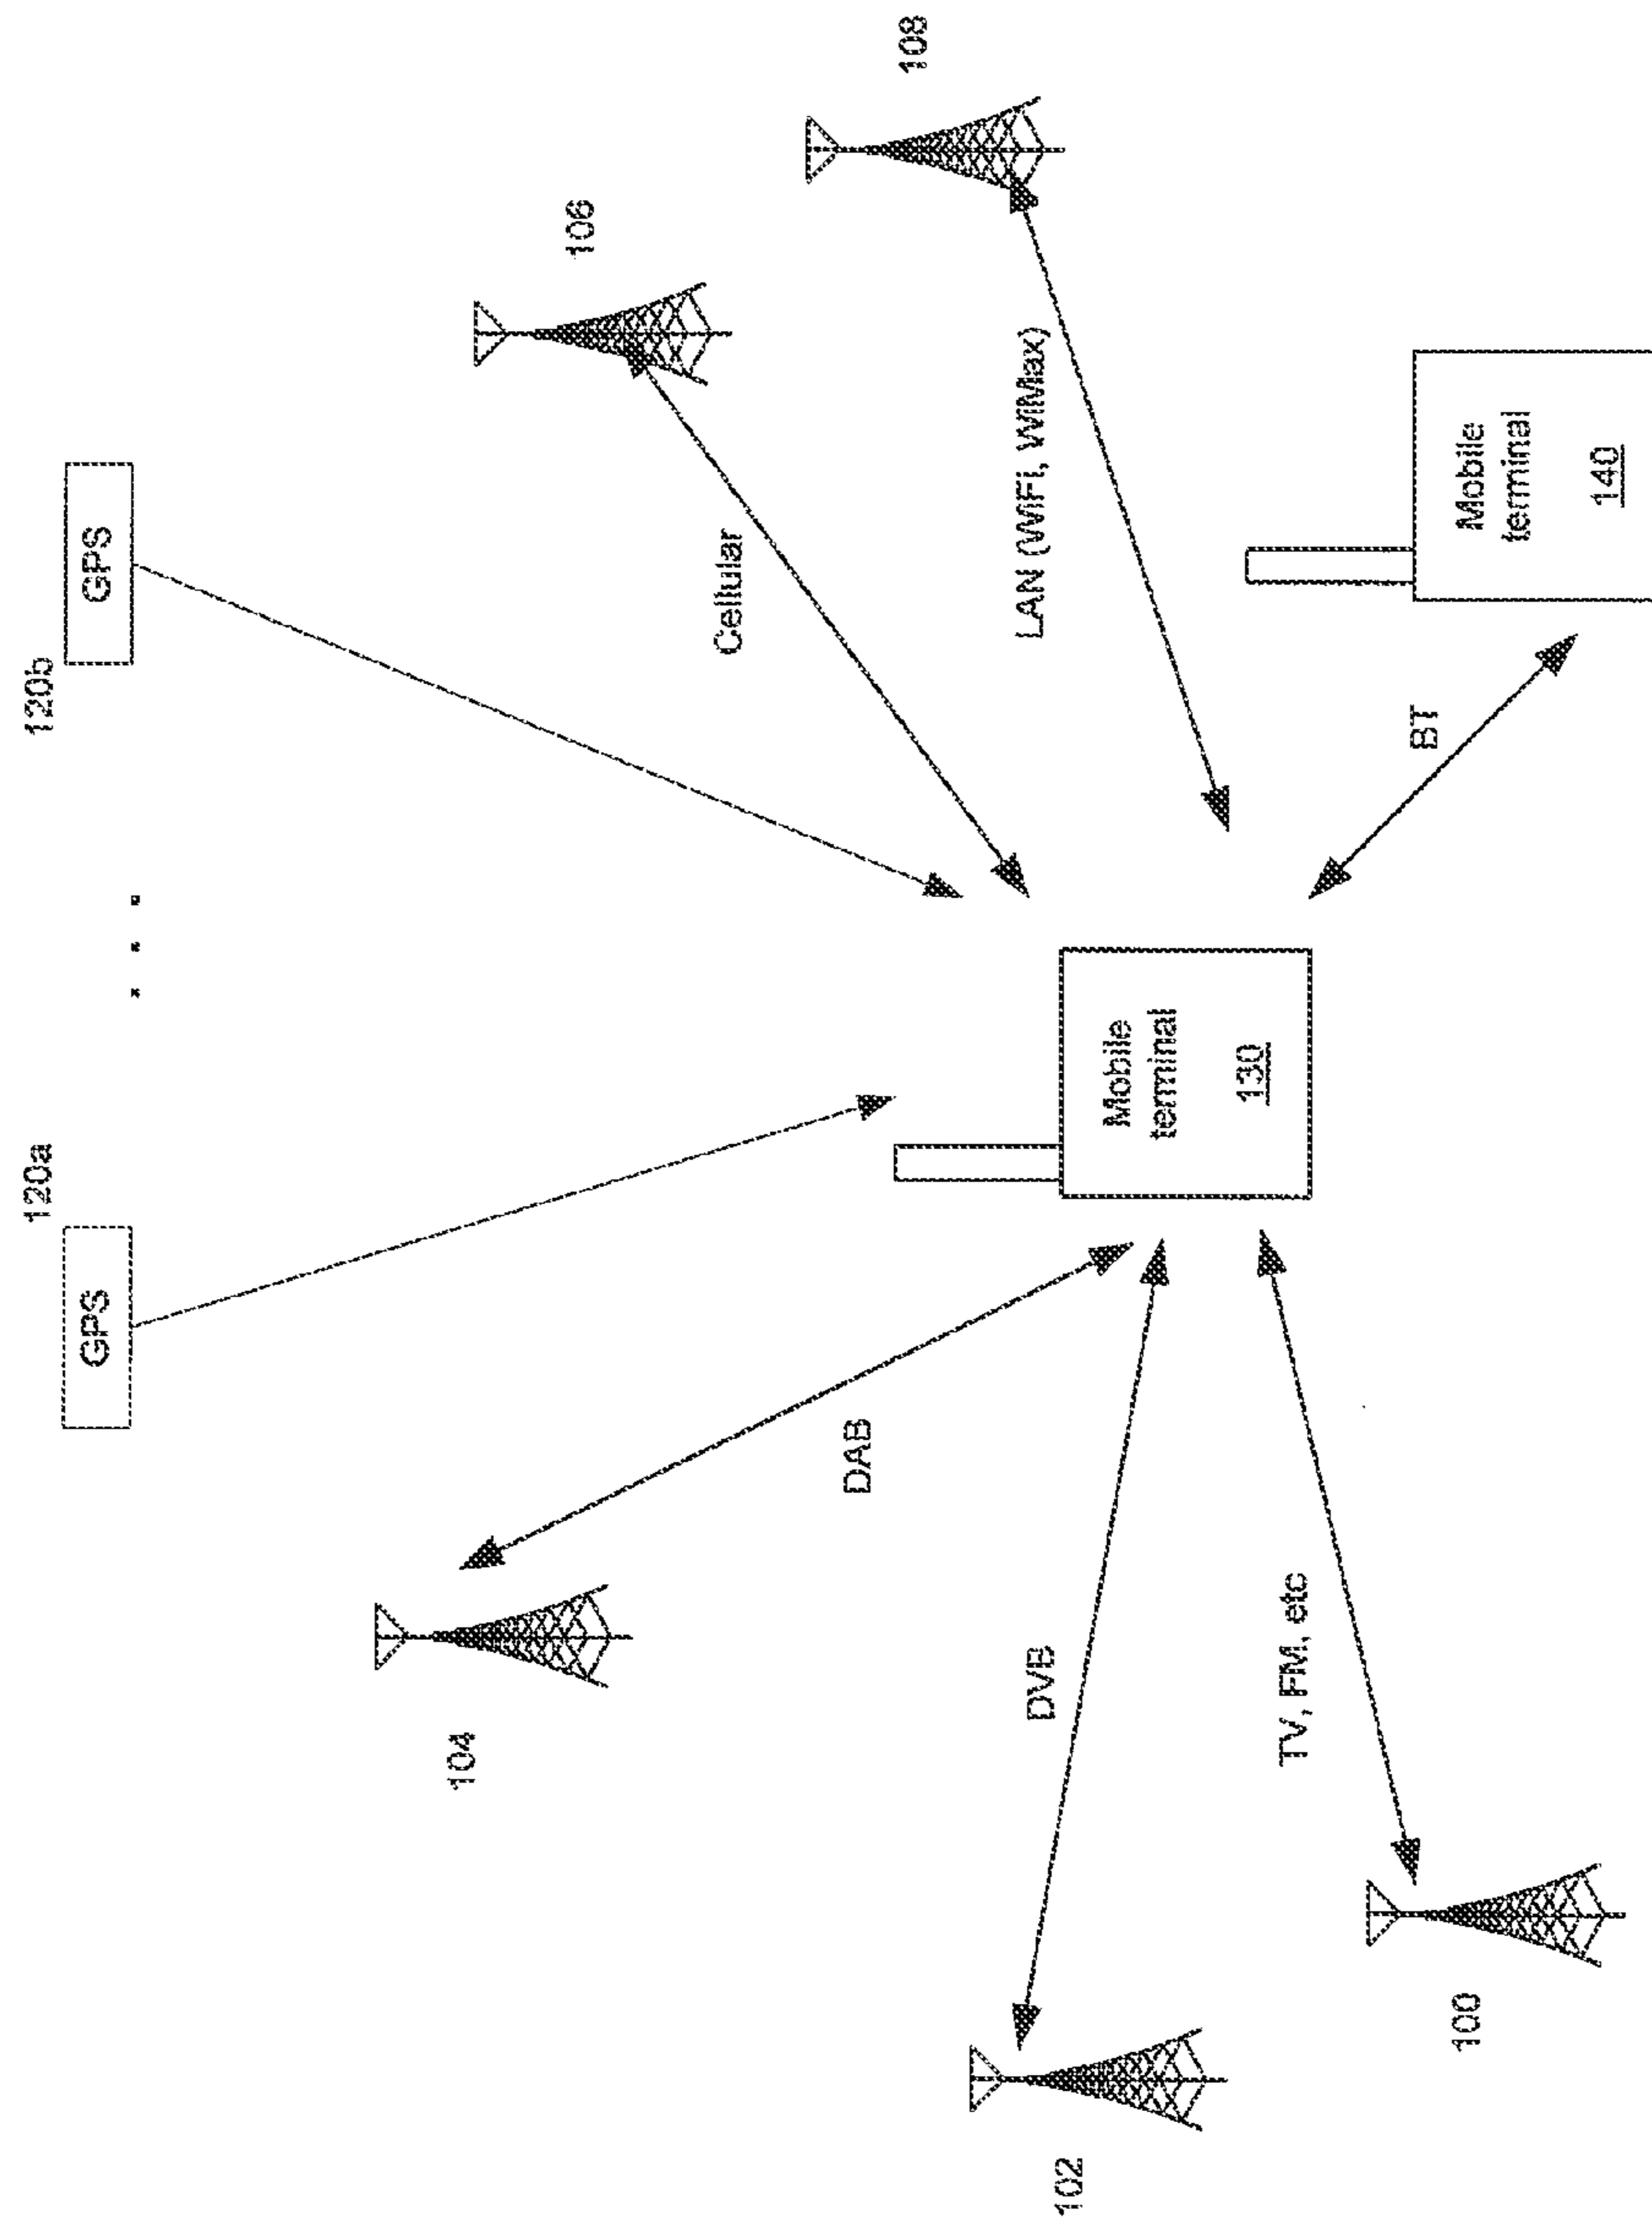 120a
GPS
120b
GPS
104
DAB
Cellular
106
102
DVB
Mobile
terminal
130
LAN (WiFi, WiMax)
108
TV, FM, etc
100
BT
Mobile
terminal
140